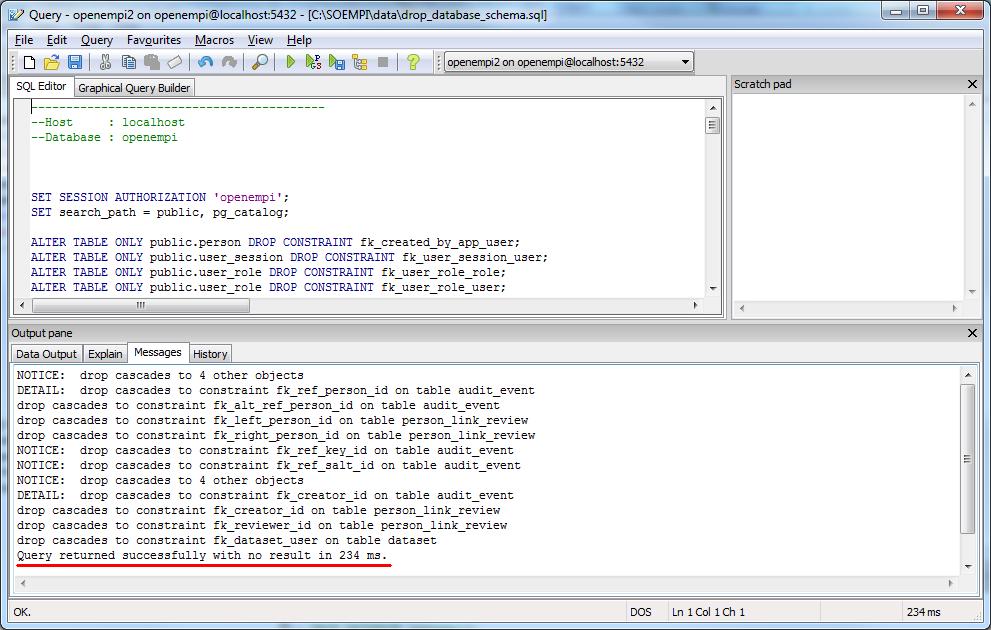 Query - openempi2 on openempi@localhost:5432 - [C:\SOEMPI\data\drop_database_schema.sql]
File Edit Query Favourites Macros View Help
openempi2 on openempi@localhost:5432
SQL Editor Graphical Query Builder
Scratch pad
------------------------------------------
--Host     : localhost
--Database : openempi
SET SESSION AUTHORIZATION 'openempi';
SET search_path = public, pg_catalog;
ALTER TABLE ONLY public.person DROP CONSTRAINT fk_created_by_app_user;
ALTER TABLE ONLY public.user_session DROP CONSTRAINT fk_user_session_user;
ALTER TABLE ONLY public.user_role DROP CONSTRAINT fk_user_role_role;
ALTER TABLE ONLY public.user_role DROP CONSTRAINT fk_user_role_user;
Output pane
Data Output Explain Messages History
NOTICE:  drop cascades to 4 other objects
DETAIL:  drop cascades to constraint fk_ref_person_id on table audit_event
drop cascades to constraint fk_alt_ref_person_id on table audit_event
drop cascades to constraint fk_left_person_id on table person_link_review
drop cascades to constraint fk_right_person_id on table person_link_review
NOTICE:  drop cascades to constraint fk_ref_key_id on table audit_event
NOTICE:  drop cascades to constraint fk_ref_salt_id on table audit_event
NOTICE:  drop cascades to 4 other objects
DETAIL:  drop cascades to constraint fk_creator_id on table audit_event
drop cascades to constraint fk_creator_id on table person_link_review
drop cascades to constraint fk_reviewer_id on table person_link_review
drop cascades to constraint fk_dataset_user on table dataset
Query returned successfully with no result in 234 ms.
OK. DOS Ln 1 Col 1 Ch 1 234 ms